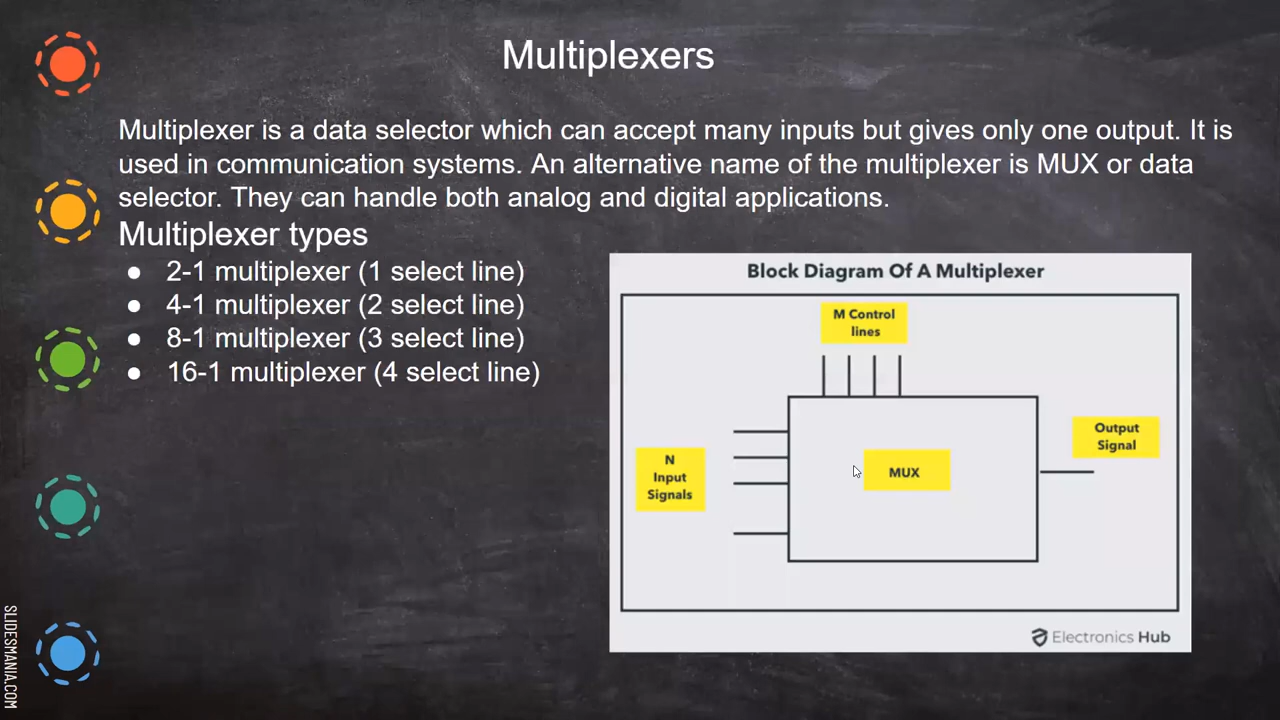 Multiplexers
Multiplexer is a data selector which can accept many inputs but gives only one output. It is
used in communication systems. An alternative name of the multiplexer is MUX or data
selector. They can handle both analog and digital applications.
Multiplexer types
● 2-1 multiplexer (1 select line)
● 4-1 multiplexer (2 select line)
● 8-1 multiplexer (3 select line)
● 16-1 multiplexer (4 select line)
Block Diagram Of A Multiplexer
M Control
lines
N
Input
Signals
MUX
Output
Signal
Electronics Hub
SLIDESMANIA.COM